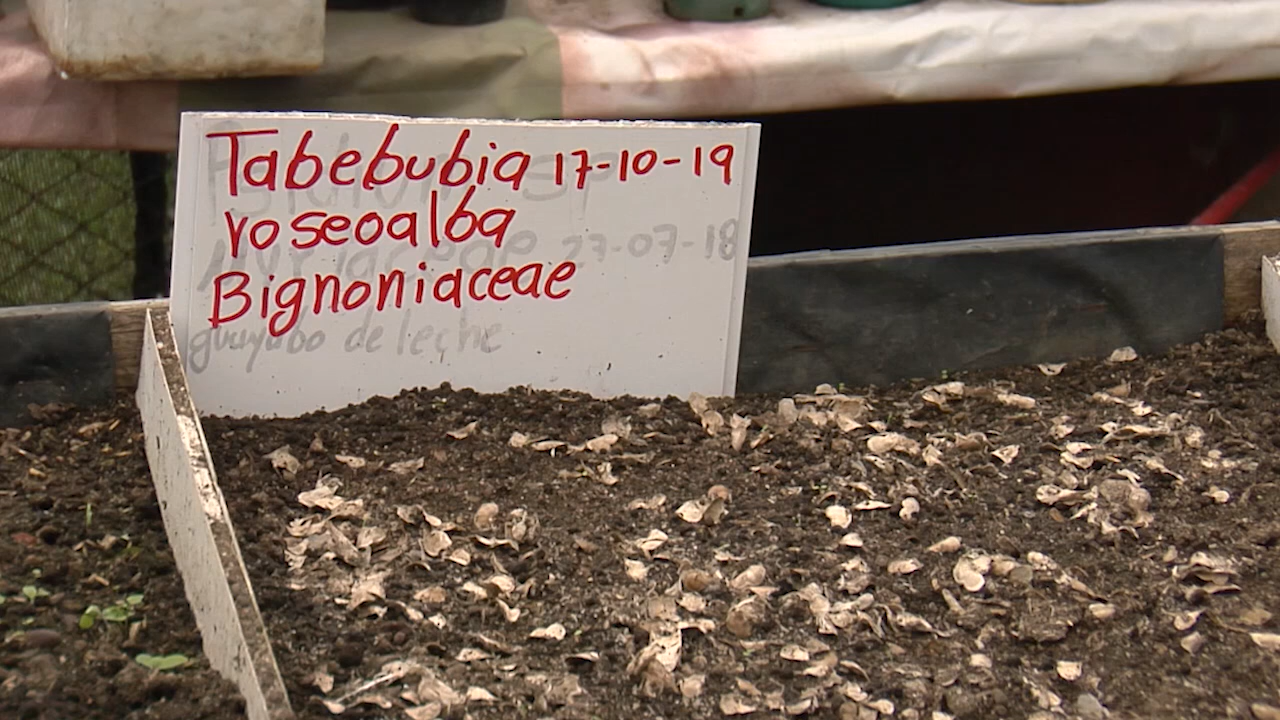 Tabebubia 17-10-19
roseoalba
27-07-18
Bignoniaceae
guayabo de leche